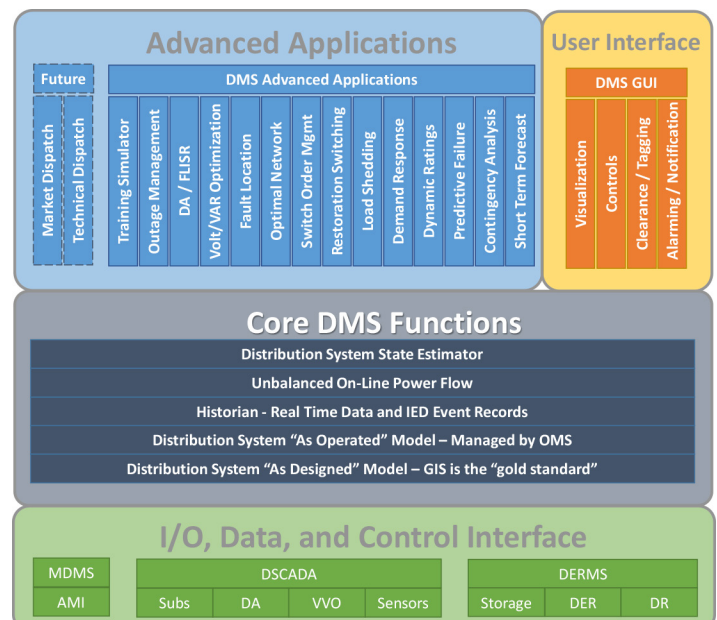 Advanced Applications
User Interface
Future
DMS Advanced Applications
DMS GUI
Market Dispatch
Technical Dispatch
Training Simulator
Outage Management
DA / FLISR
Volt/VAR Optimization
Fault Location
Optimal Network
Switch Order Mgmt
Restoration Switching
Load Shedding
Demand Response
Dynamic Ratings
Predictive Failure
Contingency Analysis
Short Term Forecast
Visualization
Controls
Clearance / Tagging
Alarming / Notification
Core DMS Functions
Distribution System State Estimator
Unbalanced On-Line Power Flow
Historian - Real Time Data and IED Event Records
Distribution System “As Operated” Model – Managed by OMS
Distribution System “As Designed” Model – GIS is the “gold standard”
I/O, Data, and Control Interface
MDMS
DSCADA
DERMS
AMI
Subs
DA
VVO
Sensors
Storage
DER
DR